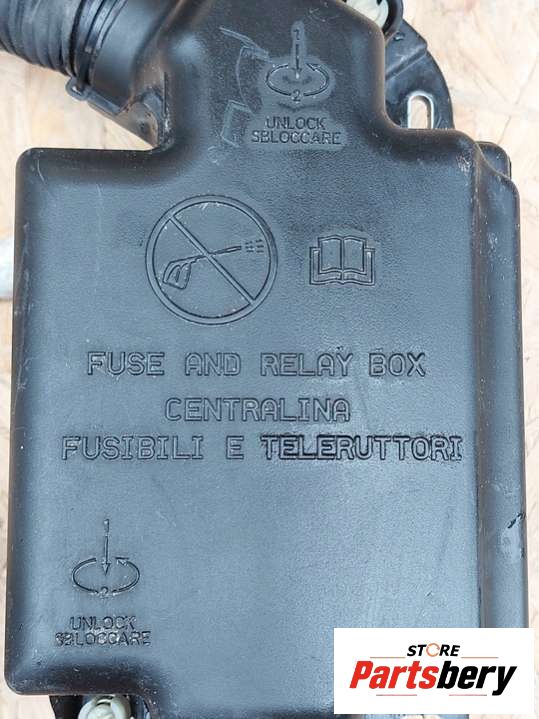 1
2
UNLOCK
SBLOCCARE
FUSE AND RELAY BOX
CENTRALINA
FUSIBILI E TELERUTTORI
1
2
UNLOCK
SBLOCCARE
STORE
Partsbery